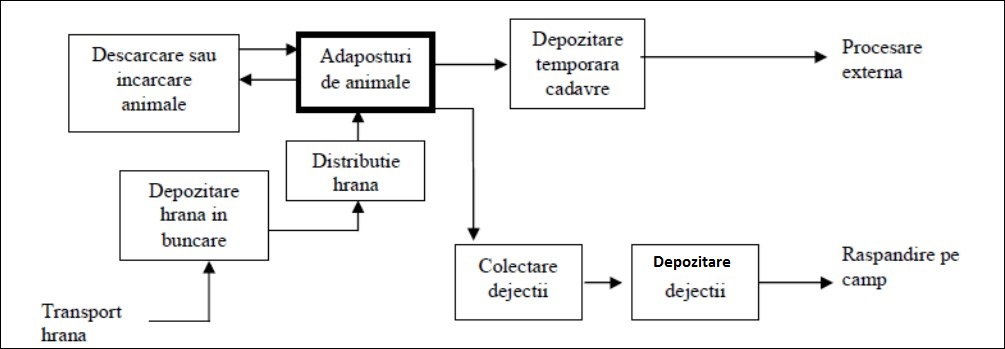 Descarcare sau
incarcare
animale
Adaposturi
de animale
Depozitare
temporara
cadavre
Procesare
externa
Distributie
hrana
Depozitare
hrana in
buncare
Transport
hrana
Colectare
dejectii
Depozitare
dejectii
Raspandire pe
camp